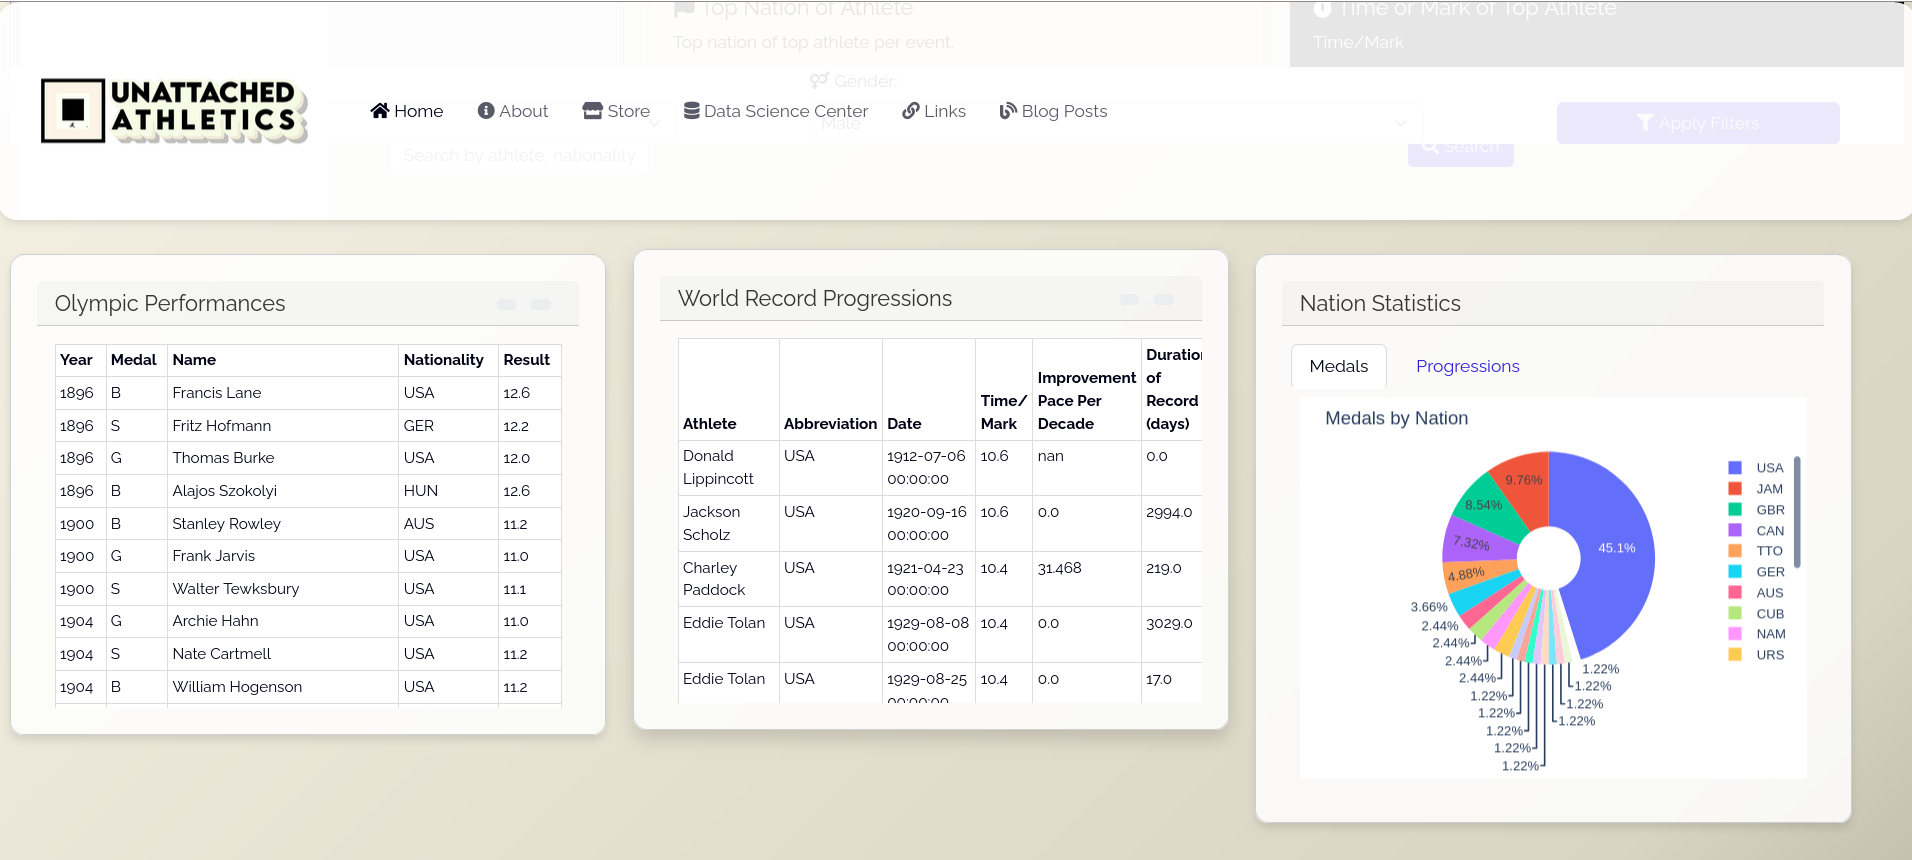 Top Nation of Athlete
Time or Mark of Top Athlete
Top nation of top athlete per event.
Time/Mark
Gender:
UNATTACHED
ATHLETICS
Home About Store Data Science Center Links Blog Posts
Male
Apply Filters
Search by athlete, nationality
Search
Olympic Performances
Year Medal Name Nationality Result
1896 B Francis Lane USA 12.6
1896 S Fritz Hofmann GER 12.2
1896 G Thomas Burke USA 12.0
1896 B Alajos Szokolyi HUN 12.6
1900 B Stanley Rowley AUS 11.2
1900 G Frank Jarvis USA 11.0
1900 S Walter Tewksbury USA 11.1
1904 G Archie Hahn USA 11.0
1904 S Nate Cartmell USA 11.2
1904 B William Hogenson USA 11.2
World Record Progressions
Duration
Improvement of
Time/ Pace Per Record
Athlete Abbreviation Date Mark Decade (days)
Donald USA 1912-07-06 10.6 nan 0.0
Lippincott 00:00:00
Jackson USA 1920-09-16 10.6 0.0 2994.0
Scholz 00:00:00
Charley USA 1921-04-23 10.4 31.468 219.0
Paddock 00:00:00
Eddie Tolan USA 1929-08-08 10.4 0.0 3029.0
00:00:00
Eddie Tolan USA 1929-08-25 10.4 0.0 17.0
00:00:00
Nation Statistics
Medals Progressions
Medals by Nation
USA
JAM
GBR
CAN
TTO
GER
AUS
CUB
NAM
URS
45.1%
9.76%
8.54%
7.32%
4.88%
3.66%
2.44%
2.44%
2.44%
2.44%
1.22%
1.22%
1.22%
1.22%
1.22%
1.22%
1.22%
1.22%
1.22%